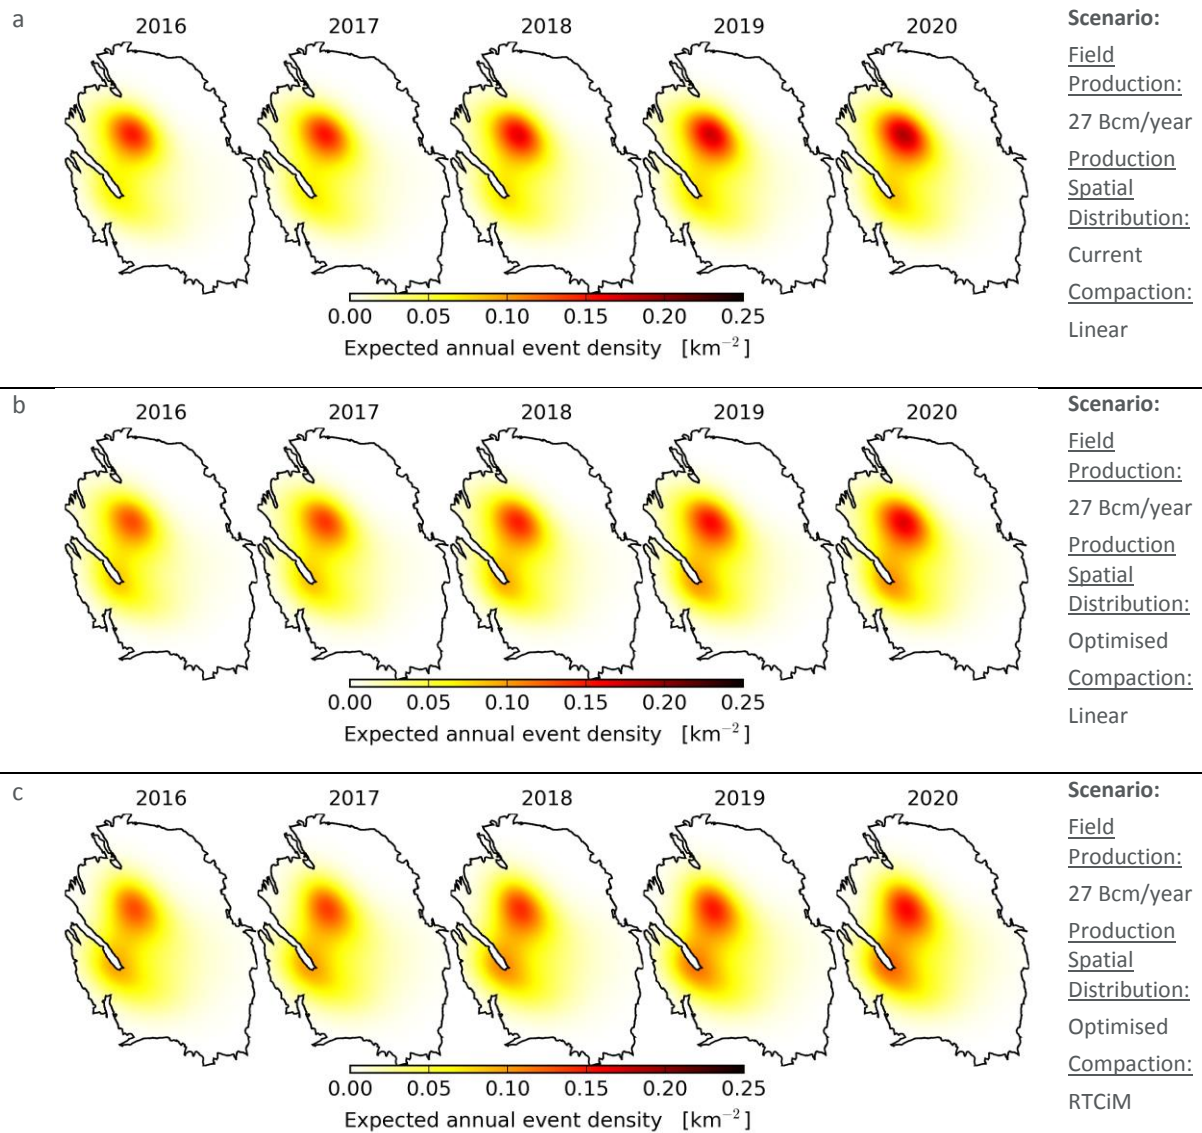 a
2016 2017 2018 2019 2020
0.00 0.05 0.10 0.15 0.20 0.25
Expected annual event density [km⁻²]
Scenario:
Field
Production:
27 Bcm/year
Production
Spatial
Distribution:
Current
Compaction:
Linear
b
2016 2017 2018 2019 2020
0.00 0.05 0.10 0.15 0.20 0.25
Expected annual event density [km⁻²]
Scenario:
Field
Production:
27 Bcm/year
Production
Spatial
Distribution:
Optimised
Compaction:
Linear
c
2016 2017 2018 2019 2020
0.00 0.05 0.10 0.15 0.20 0.25
Expected annual event density [km⁻²]
Scenario:
Field
Production:
27 Bcm/year
Production
Spatial
Distribution:
Optimised
Compaction:
RTCiM